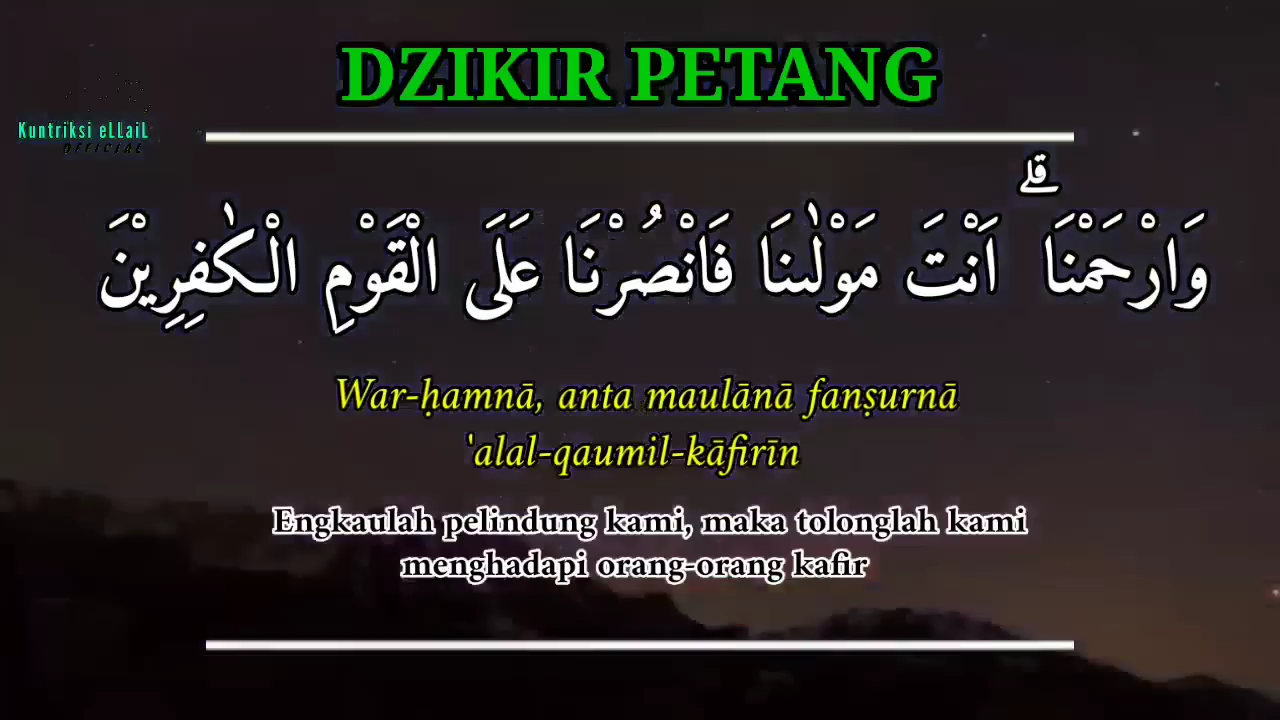 DZIKIR PETANG
Kuntriksi eLLaiL
OFFICIAL
وَارْحَمْنَا ۗ اَنْتَ مَوْلٰىنَا فَانْصُرْنَا عَلَى الْقَوْمِ الْكٰفِرِيْنَ
War-ḥamnā, anta maulānā fanṣurnā
'alal-qaumil-kāfirīn
Engkaulah pelindung kami, maka tolonglah kami
menghadapi orang-orang kafir